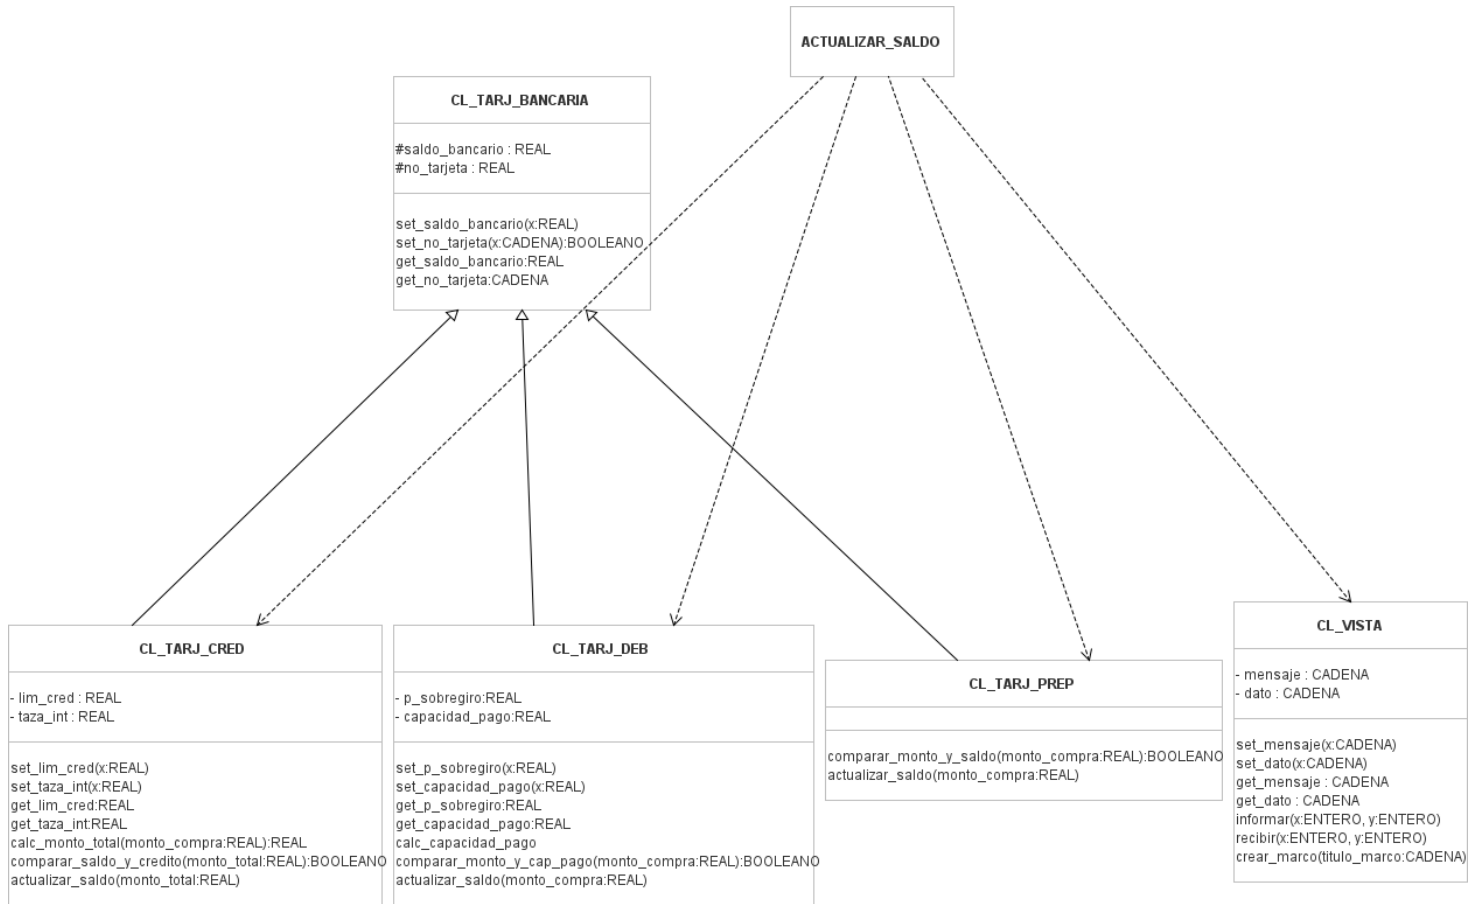 ACTUALIZAR_SALDO
CL_TARJ_BANCARIA
#saldo_bancario : REAL
#no_tarjeta : REAL
set_saldo_bancario(x:REAL)
set_no_tarjeta(x:CADENA):BOOLEANO
get_saldo_bancario:REAL
get_no_tarjeta:CADENA
CL_TARJ_CRED
- lim_cred : REAL
- taza_int : REAL
set_lim_cred(x:REAL)
set_taza_int(x:REAL)
get_lim_cred:REAL
get_taza_int:REAL
calc_monto_total(monto_compra:REAL):REAL
comparar_saldo_y_credito(monto_total:REAL):BOOLEANO
actualizar_saldo(monto_total:REAL)
CL_TARJ_DEB
- p_sobregiro:REAL
- capacidad_pago:REAL
set_p_sobregiro(x:REAL)
set_capacidad_pago(x:REAL)
get_p_sobregiro:REAL
get_capacidad_pago:REAL
calc_capacidad_pago
comparar_monto_y_cap_pago(monto_compra:REAL):BOOLEANO
actualizar_saldo(monto_compra:REAL)
CL_TARJ_PREP
comparar_monto_y_saldo(monto_compra:REAL):BOOLEANO
actualizar_saldo(monto_compra:REAL)
CL_VISTA
- mensaje : CADENA
- dato : CADENA
set_mensaje(x:CADENA)
set_dato(x:CADENA)
get_mensaje : CADENA
get_dato : CADENA
informar(x:ENTERO, y:ENTERO)
recibir(x:ENTERO, y:ENTERO)
crear_marco(titulo_marco:CADENA)